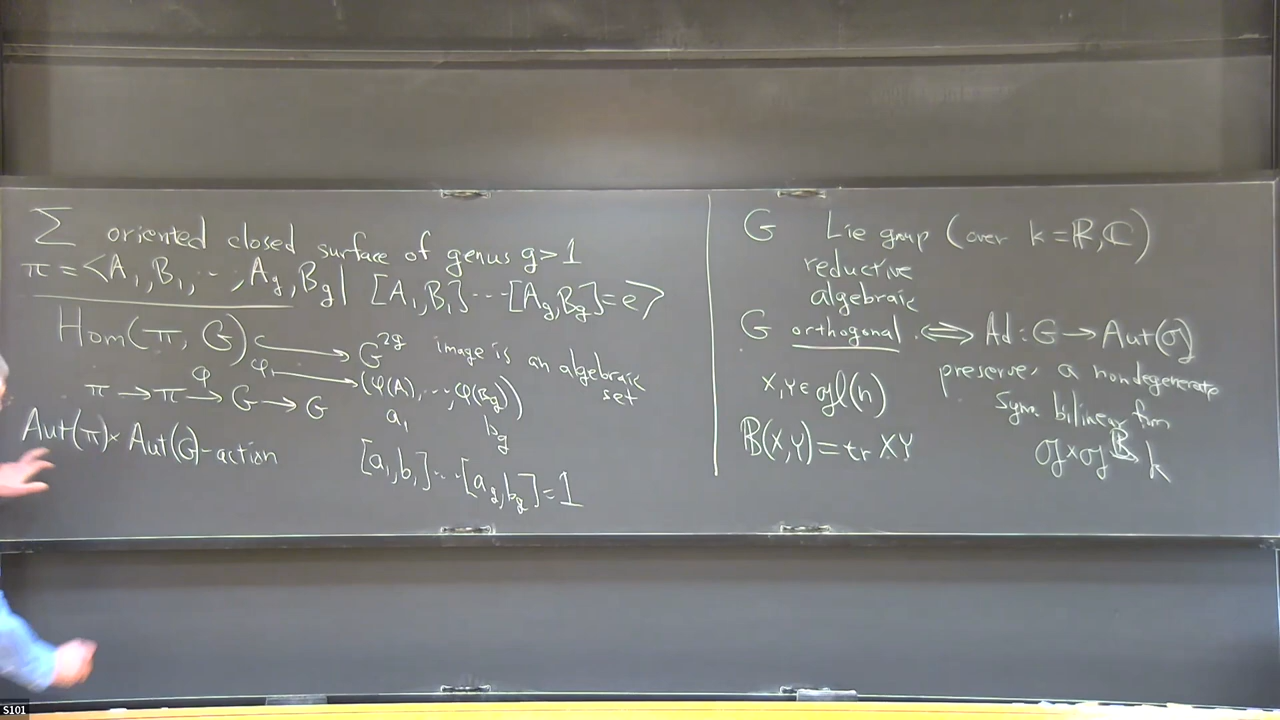 Σ oriented closed surface of genus g>1
π = <A₁, B₁, ..., A_g, B_g | [A₁,B₁]...[A_g,B_g]=e>
Hom(π, G) ↪ G^{2g} image is an algebraic set
φ ↦ (φ(A₁), ..., φ(B_g))
a₁ b_g
π → π →^φ G → G
Aut(π) × Aut(G)-action
[a₁,b₁]...[a_g,b_g]=1
G Lie group (over k=ℝ,ℂ)
reductive
algebraic
G orthogonal ⟺ Ad: G → Aut(𝔤)
preserves a nondegenerate
Sym. bilinear form
𝔤×𝔤 →^𝔹 k
X,Y ∈ 𝔤𝔩(n)
𝔹(X,Y) = tr XY
S101